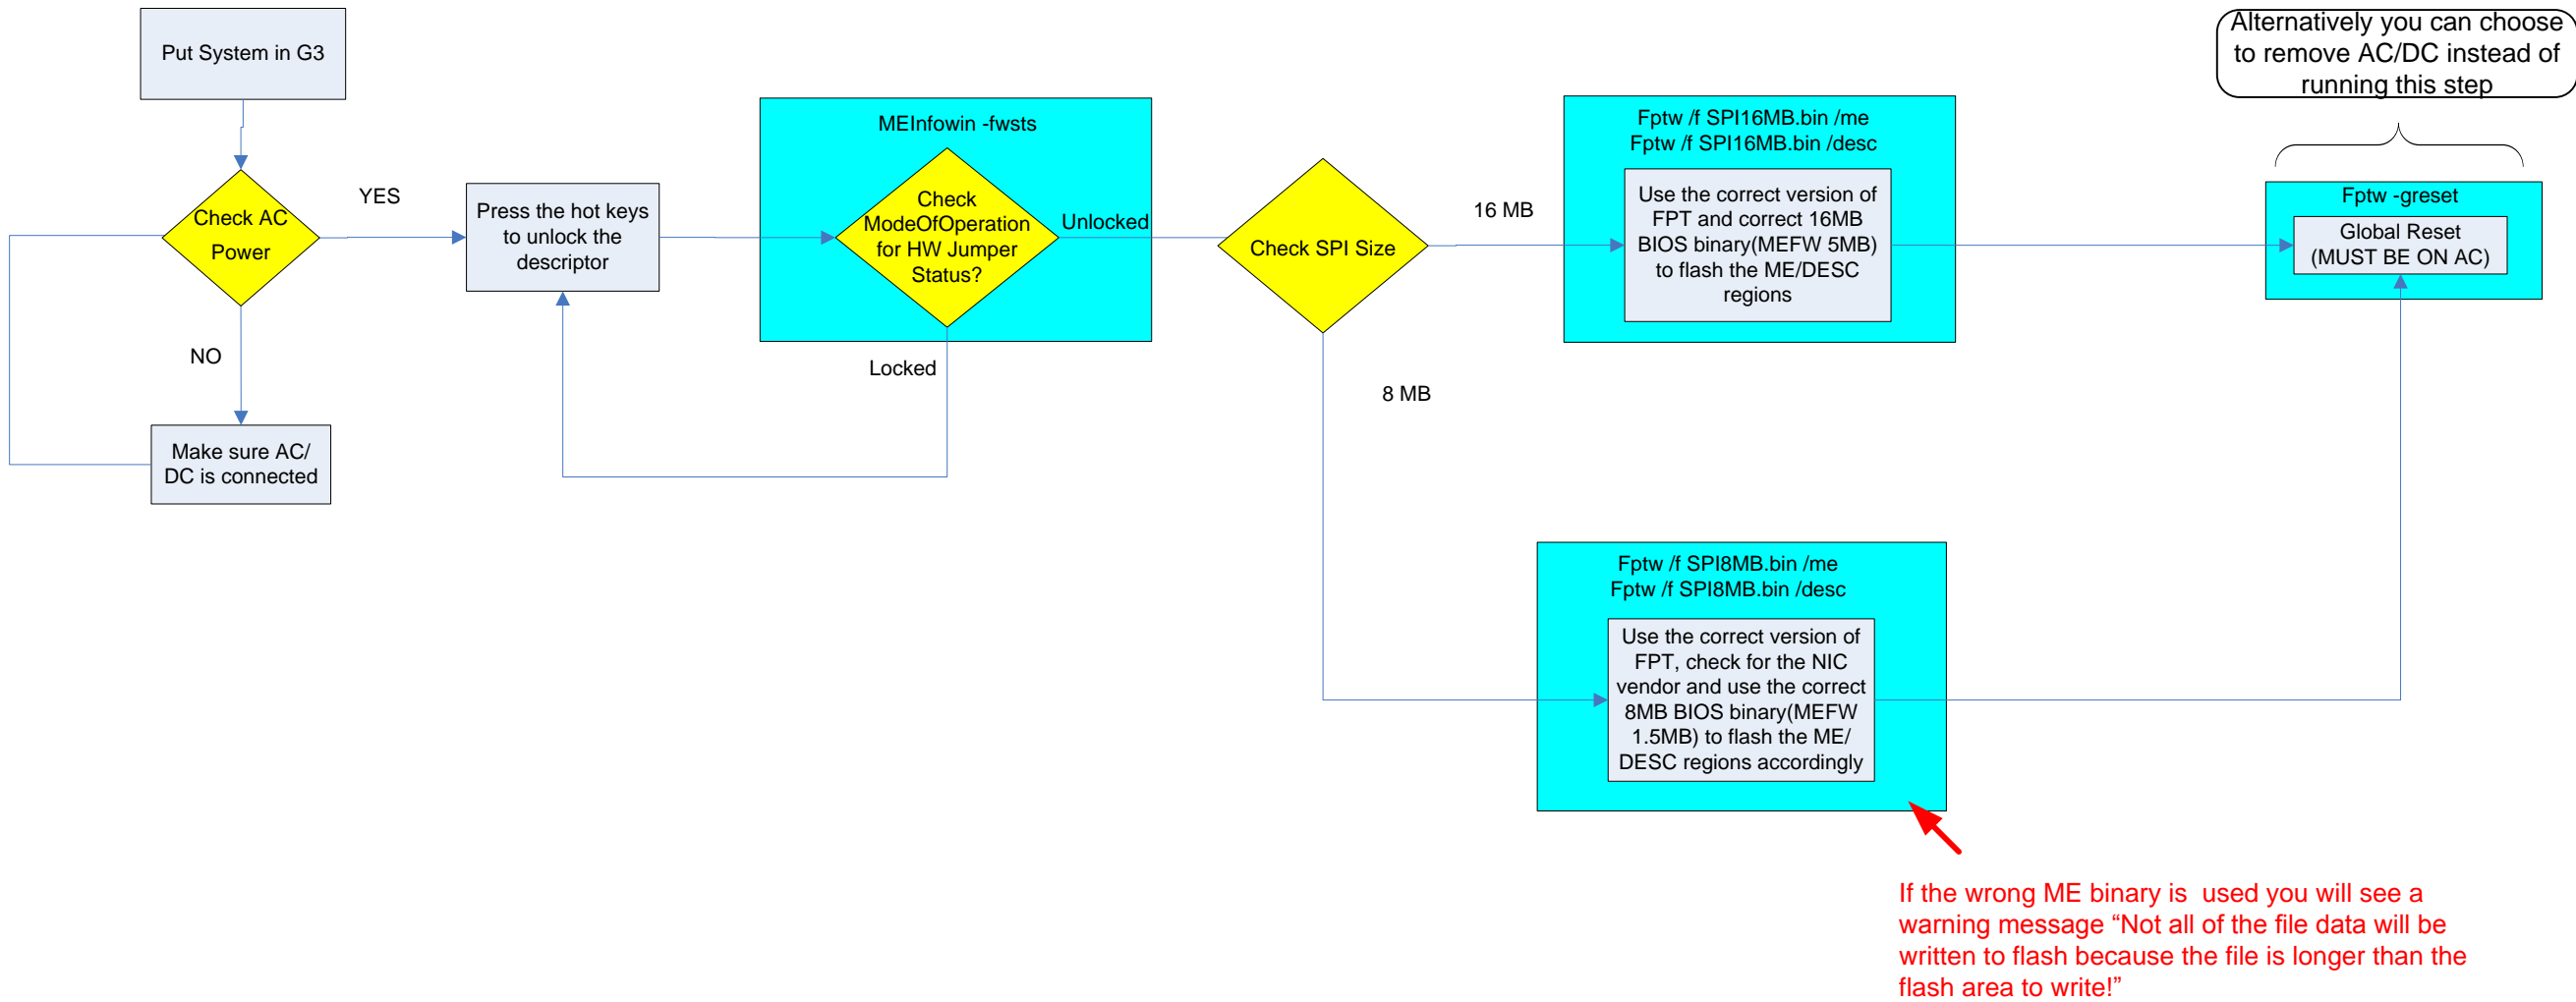 Put System in G3
Check AC
Power
YES
NO
Make sure AC/
DC is connected
Press the hot keys
to unlock the
descriptor
MEInfowin -fwsts
Check
ModeOfOperation
for HW Jumper
Status?
Unlocked
Locked
Check SPI Size
16 MB
8 MB
Fptw /f SPI16MB.bin /me
Fptw /f SPI16MB.bin /desc
Use the correct version of
FPT and correct 16MB
BIOS binary(MEFW 5MB)
to flash the ME/DESC
regions
Fptw /f SPI8MB.bin /me
Fptw /f SPI8MB.bin /desc
Use the correct version of
FPT, check for the NIC
vendor and use the correct
8MB BIOS binary(MEFW
1.5MB) to flash the ME/
DESC regions accordingly
If the wrong ME binary is  used you will see a
warning message “Not all of the file data will be
written to flash because the file is longer than the
flash area to write!”
Alternatively you can choose
to remove AC/DC instead of
running this step
Fptw -greset
Global Reset
(MUST BE ON AC)